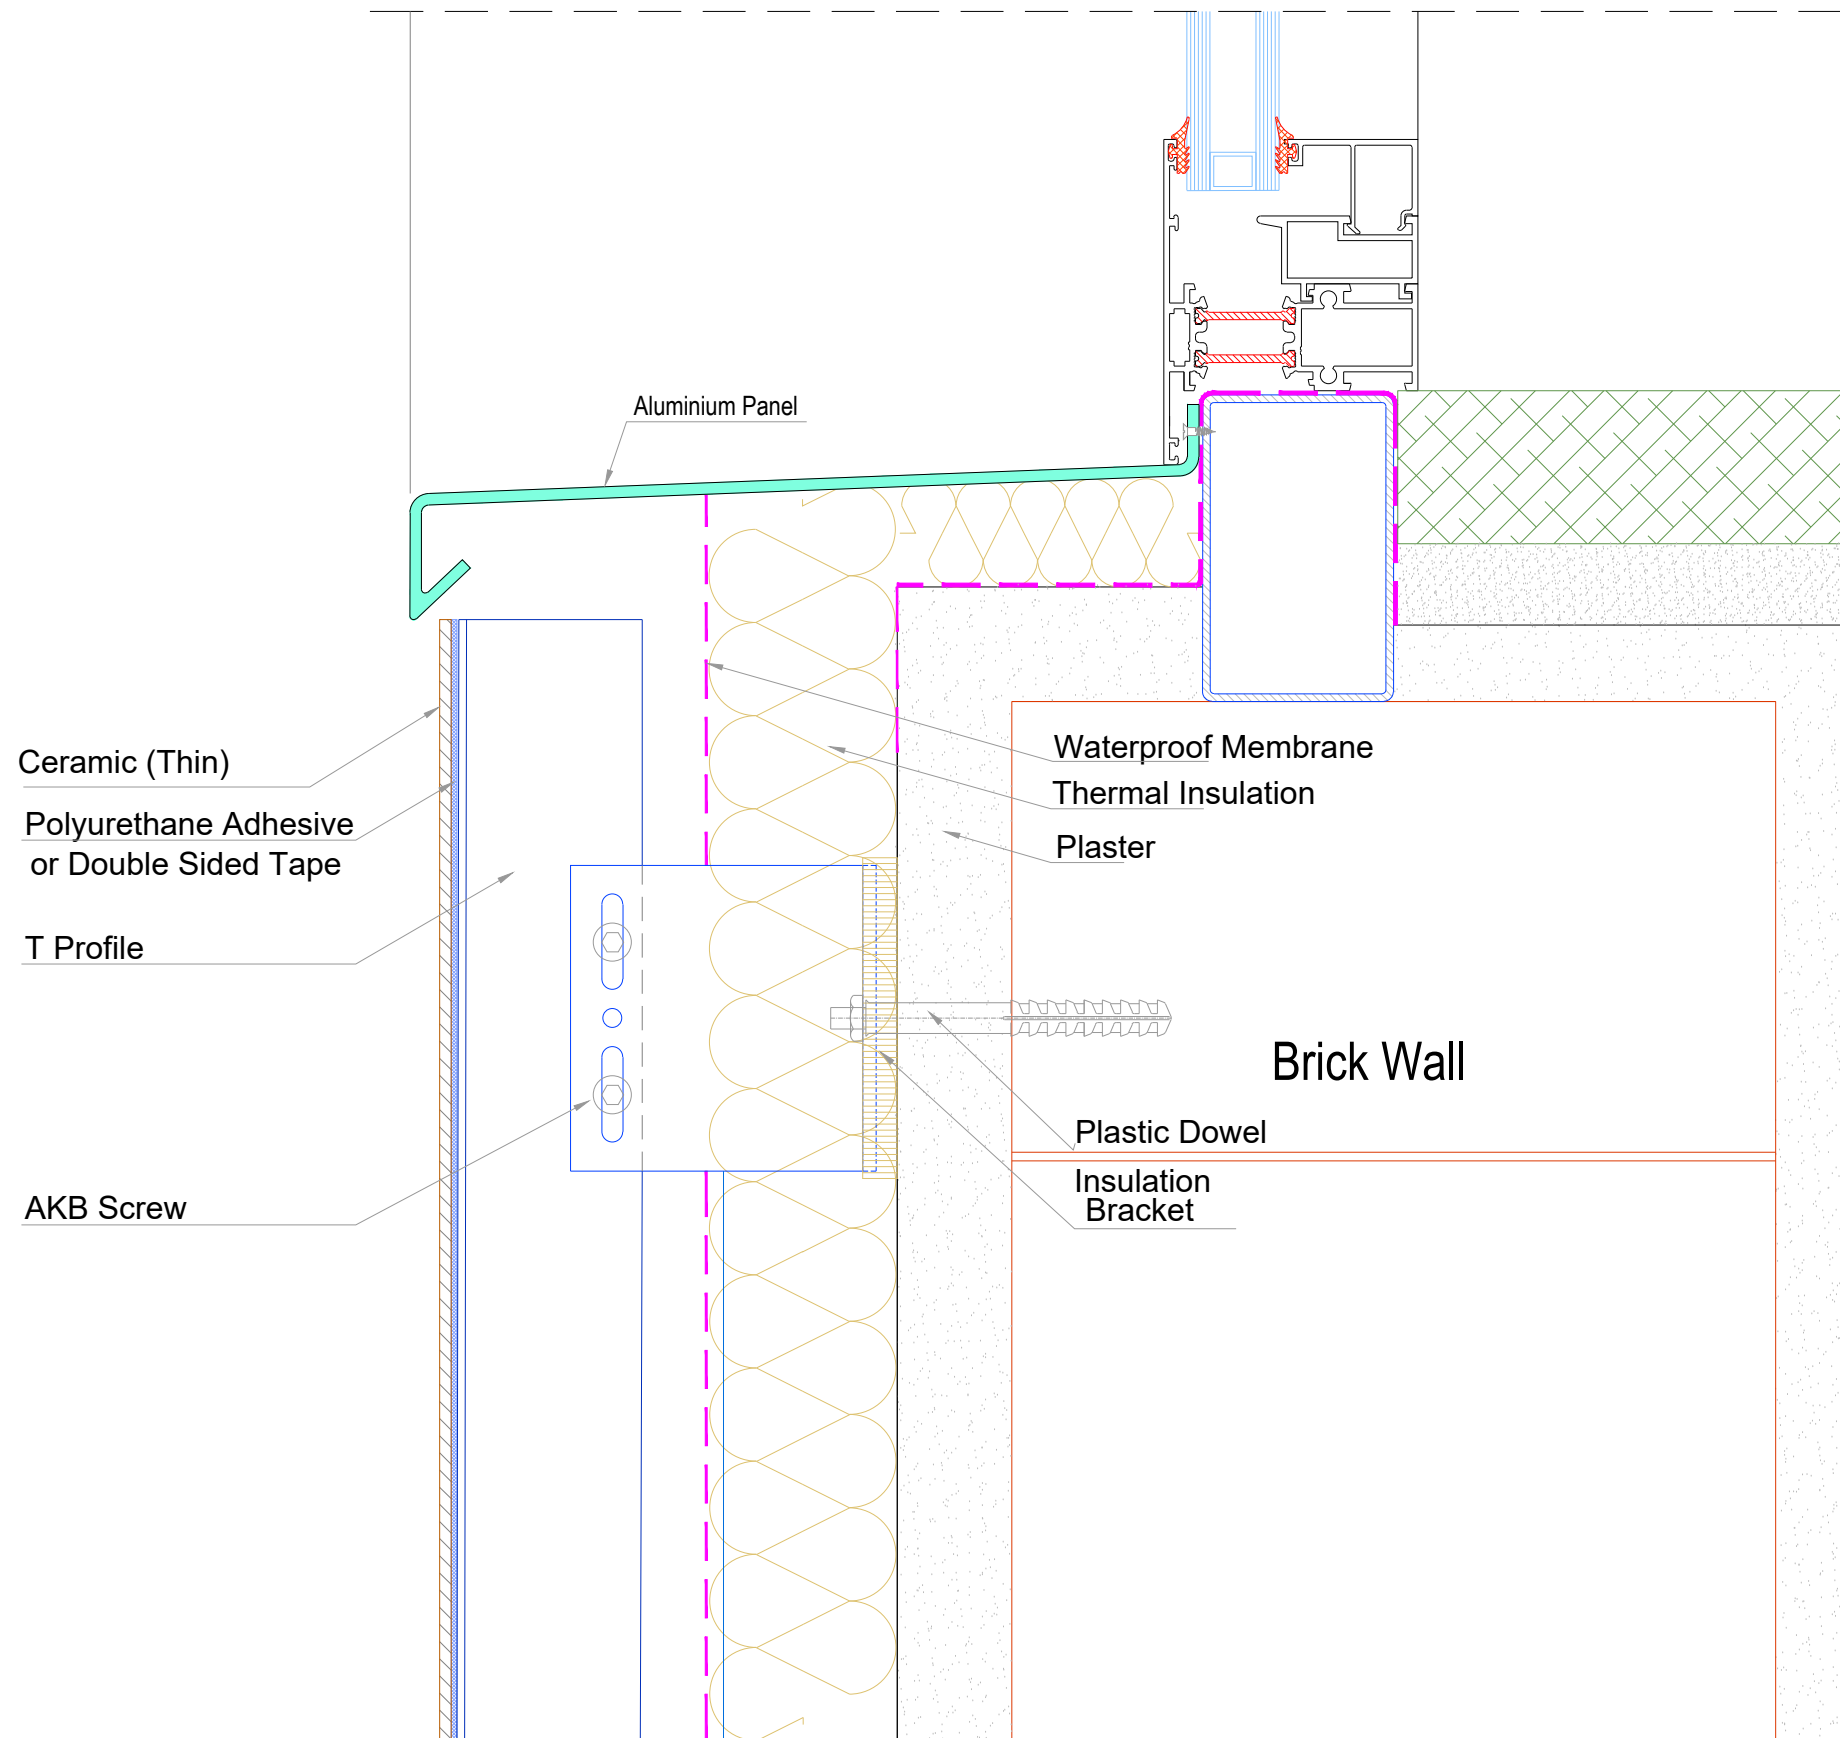 Aluminium Panel
Ceramic (Thin)
Polyurethane Adhesive
or Double Sided Tape
T Profile
AKB Screw
Waterproof Membrane
Thermal Insulation
Plaster
Brick Wall
Plastic Dowel
Insulation
Bracket